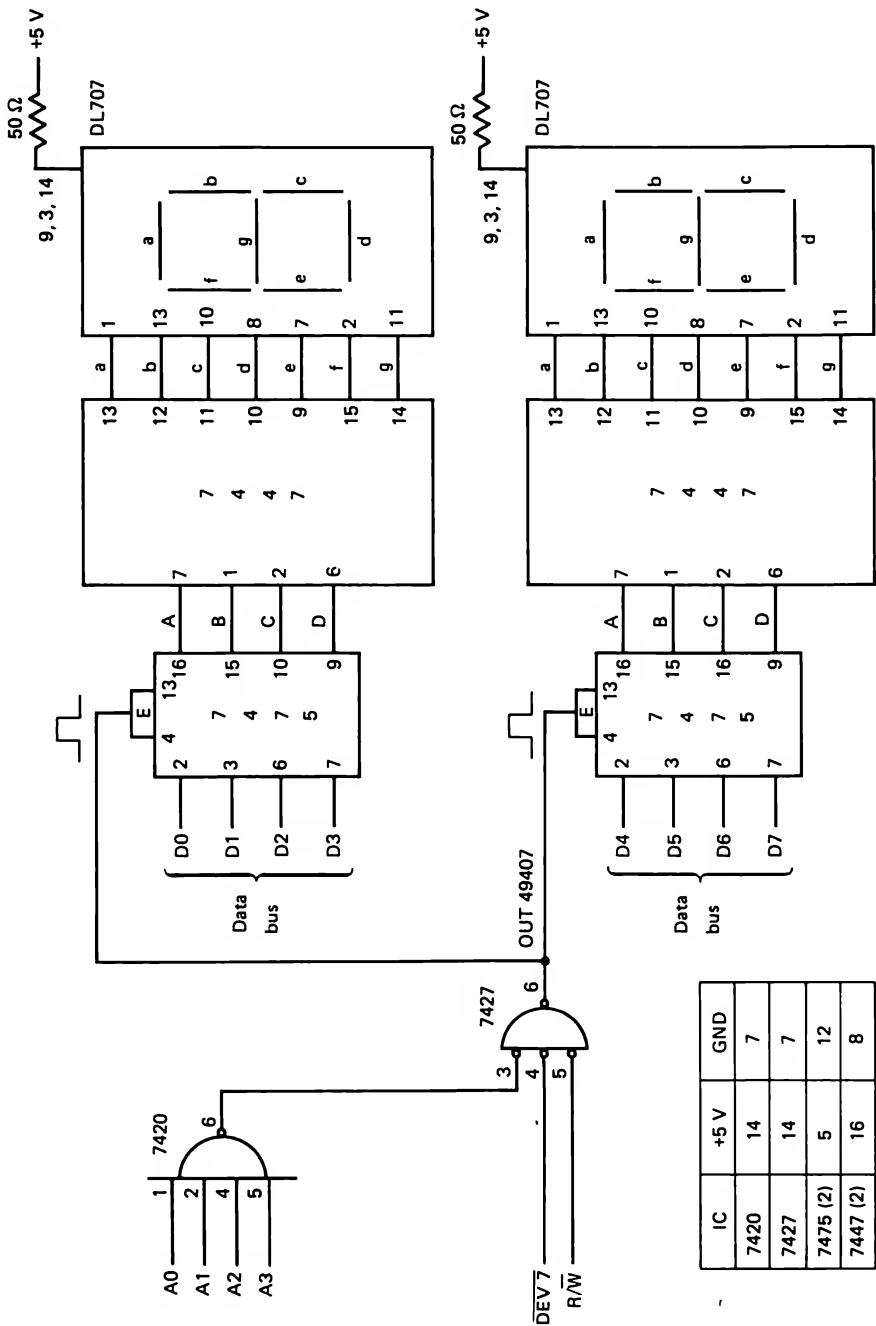 50 Ω
+5 V
9, 3, 14
DL707
a
b
c
d
e
f
g
1
13
10
8
7
2
11
a
b
c
d
e
f
g
13
12
11
10
9
15
14
7
4
4
7
7
1
2
6
A
B
C
D
16
15
10
9
13
E
4
7
4
7
5
2
3
6
7
D0
D1
D2
D3
Data
bus
50 Ω
+5 V
9, 3, 14
DL707
a
b
c
d
e
f
g
1
13
10
8
7
2
11
a
b
c
d
e
f
g
13
12
11
10
9
15
14
7
4
4
7
7
1
2
6
A
B
C
D
16
15
16
9
13
E
4
7
4
7
5
2
3
6
7
D4
D5
D6
D7
Data
bus
OUT 49407
7427
6
3
4
5
7420
6
1
2
4
5
A0
A1
A2
A3
DEV 7
R/W
IC +5 V GND
7420 14 7
7427 14 7
7475 (2) 5 12
7447 (2) 16 8